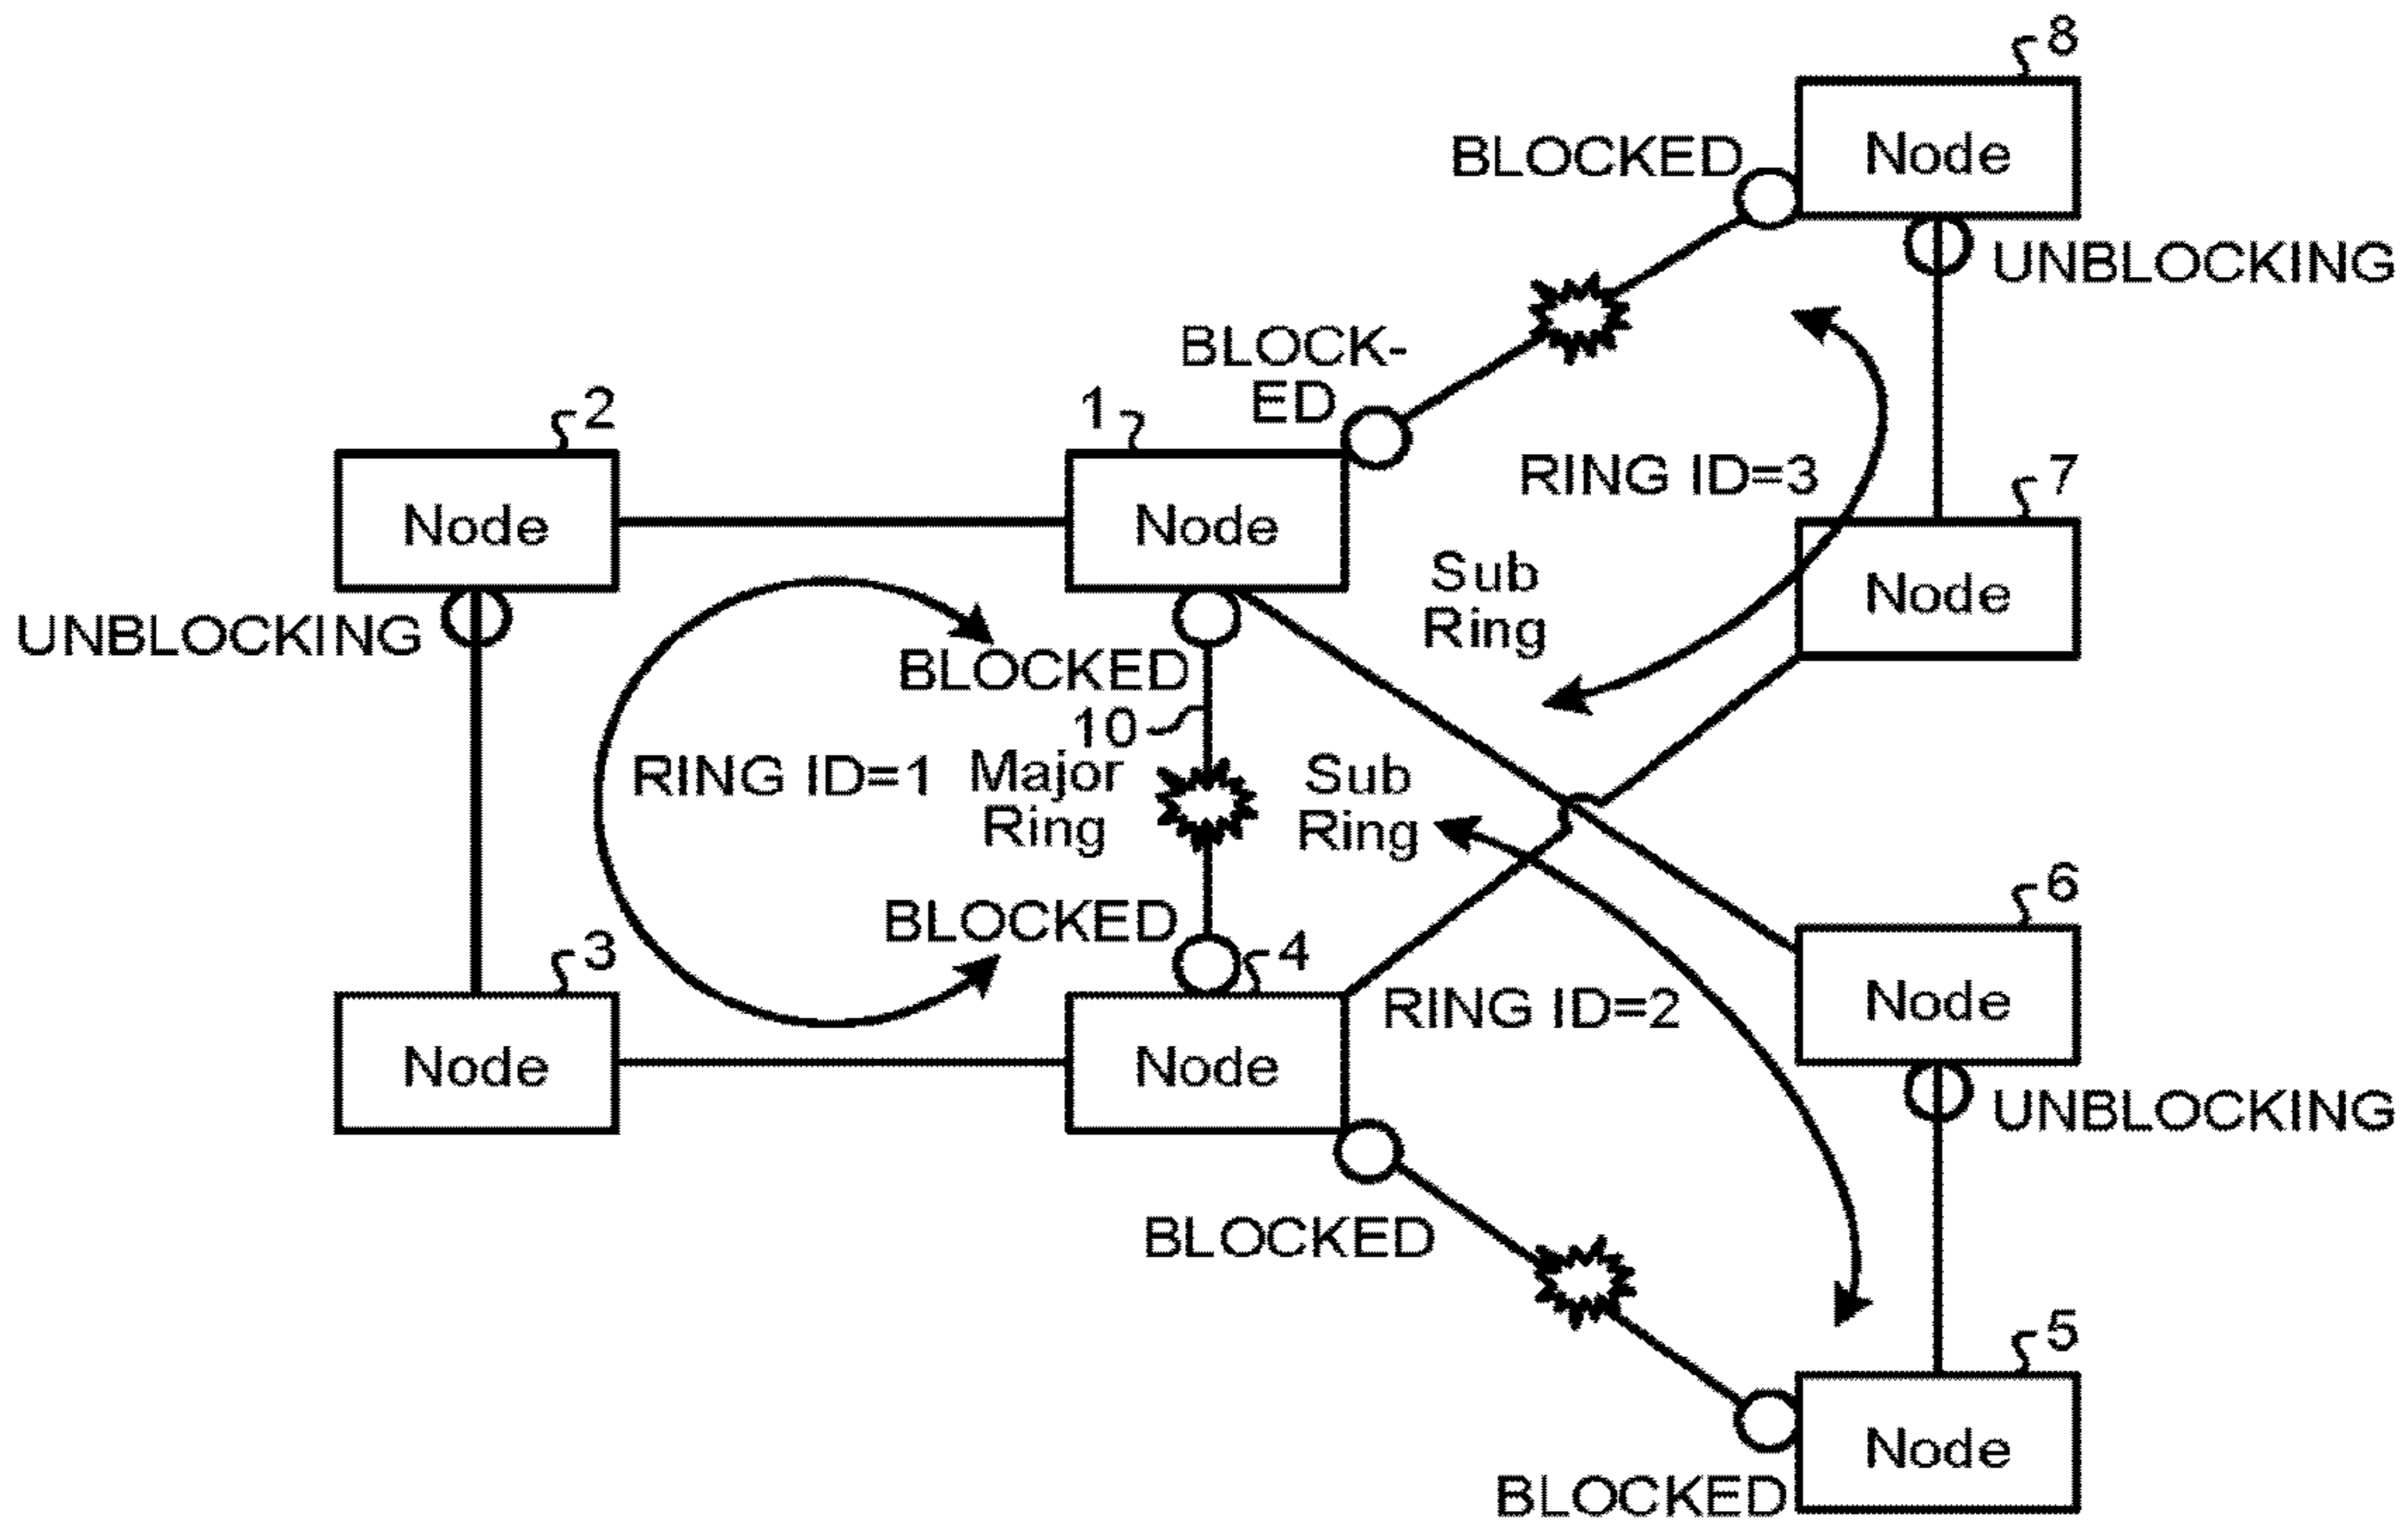 8
BLOCKED
Node
UNBLOCKING
BLOCK-
ED
2
1
RING ID=3
7
Node
Node
Sub
Ring
Node
UNBLOCKING
BLOCKED
10
RING ID=1
Major
Ring
Sub
Ring
6
BLOCKED
3
4
RING ID=2
Node
Node
Node
UNBLOCKING
BLOCKED
5
Node
BLOCKED